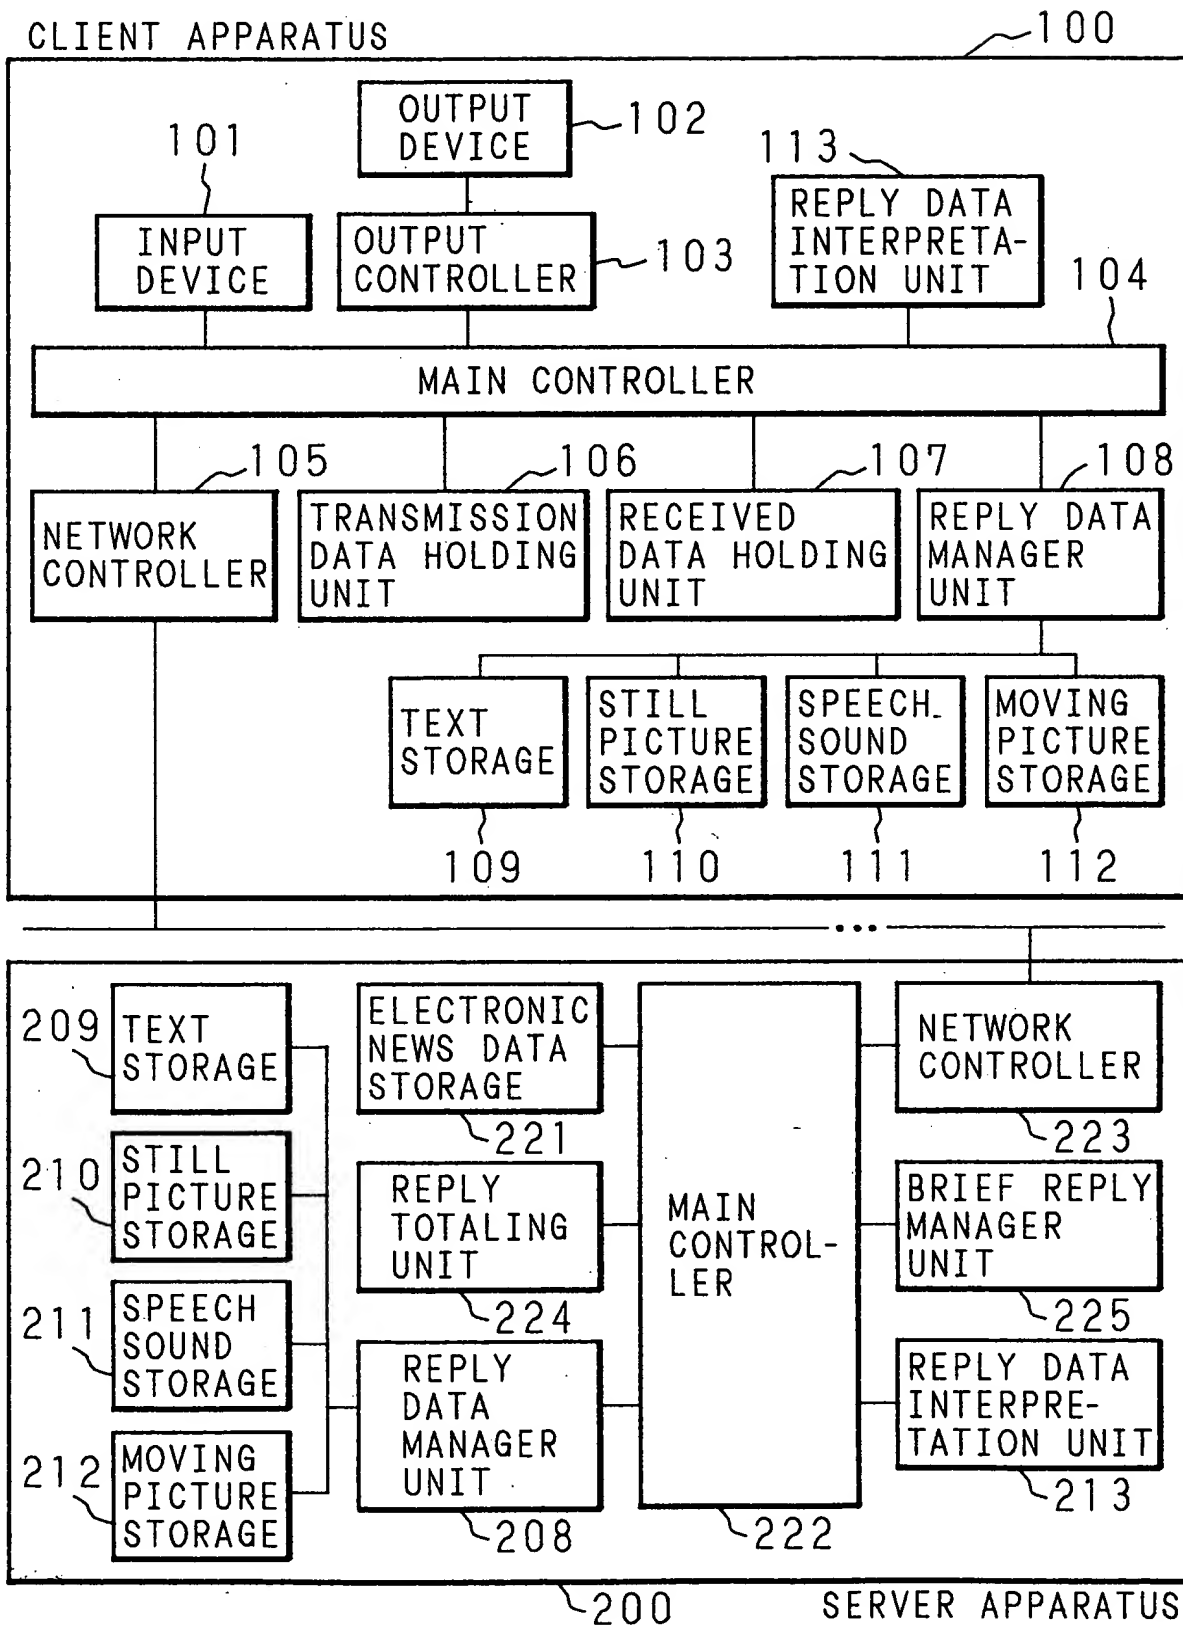 CLIENT APPARATUS
100
OUTPUT
DEVICE
102
101
113
REPLY DATA
INTERPRETA-
TION UNIT
INPUT
DEVICE
OUTPUT
CONTROLLER
103
104
MAIN CONTROLLER
105
106
107
108
NETWORK
CONTROLLER
TRANSMISSION
DATA HOLDING
UNIT
RECEIVED
DATA HOLDING
UNIT
REPLY DATA
MANAGER
UNIT
TEXT
STORAGE
STILL
PICTURE
STORAGE
SPEECH
SOUND
STORAGE
MOVING
PICTURE
STORAGE
109
110
111
112
...
209
TEXT
STORAGE
ELECTRONIC
NEWS DATA
STORAGE
221
NETWORK
CONTROLLER
223
210
STILL
PICTURE
STORAGE
REPLY
TOTALING
UNIT
224
MAIN
CONTROL-
LER
BRIEF REPLY
MANAGER
UNIT
225
211
SPEECH
SOUND
STORAGE
REPLY
DATA
MANAGER
UNIT
REPLY DATA
INTERPRE-
TATION UNIT
213
212
MOVING
PICTURE
STORAGE
208
222
200
SERVER APPARATUS